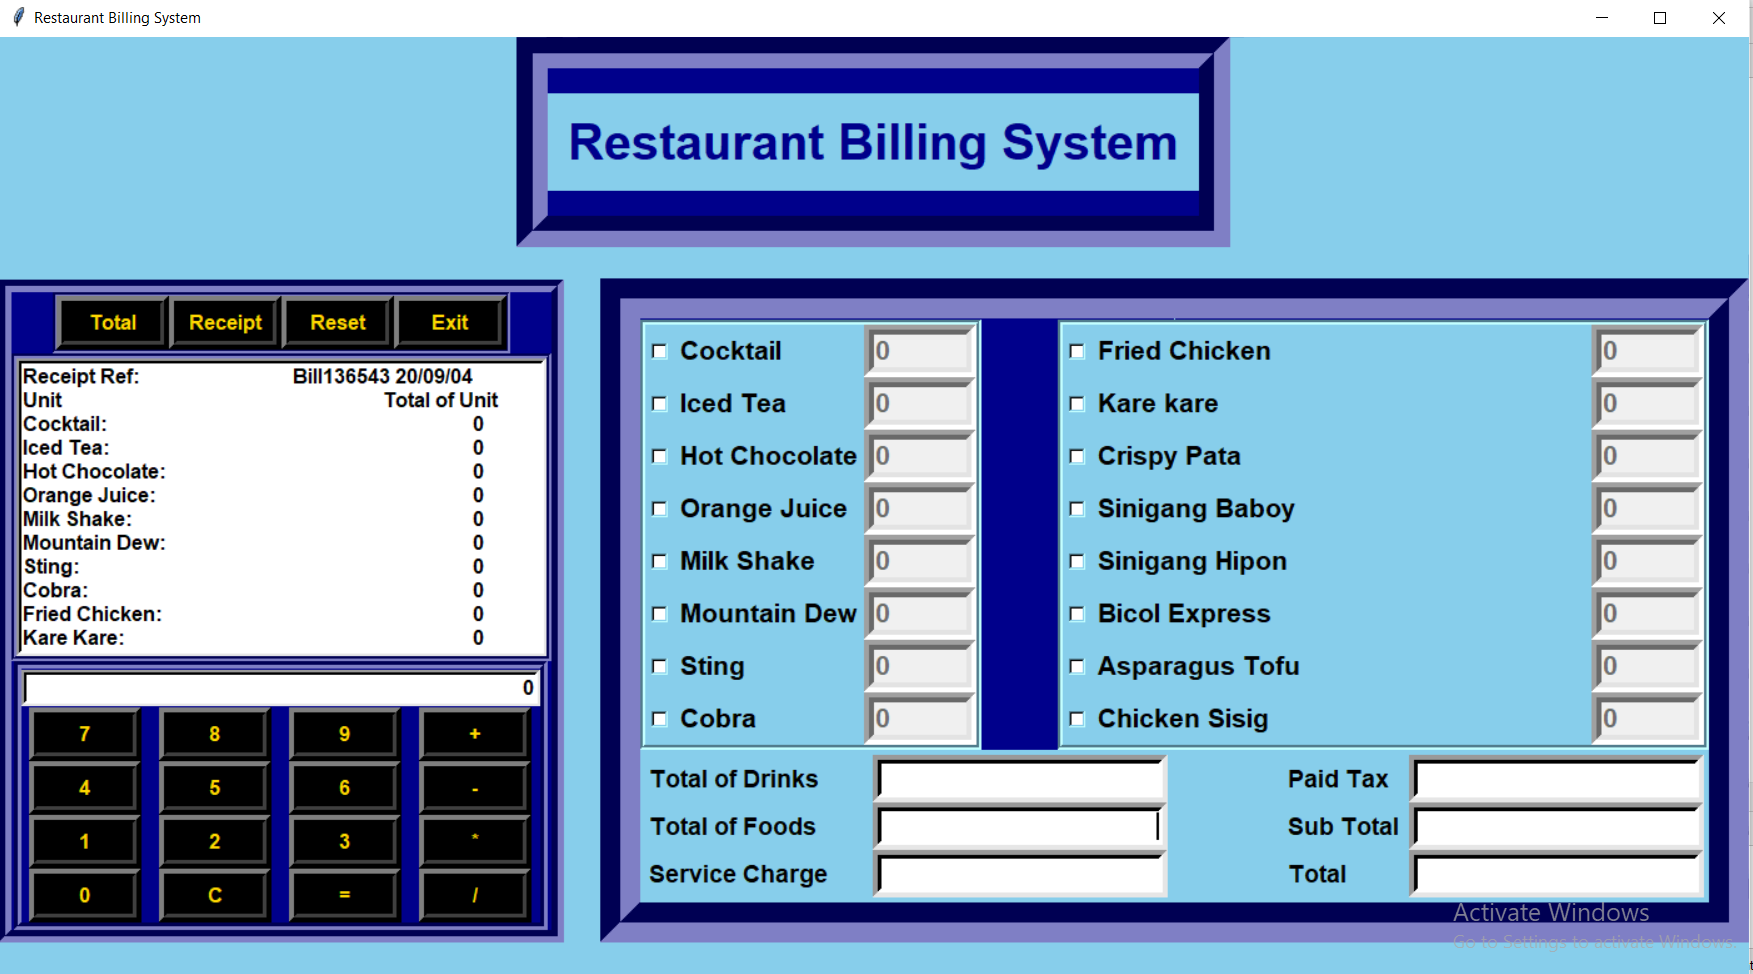 Restaurant Billing System
Restaurant Billing System
Total Receipt Reset Exit
Receipt Ref: Bill136543 20/09/04
Unit Total of Unit
Cocktail: 0
Iced Tea: 0
Hot Chocolate: 0
Orange Juice: 0
Milk Shake: 0
Mountain Dew: 0
Sting: 0
Cobra: 0
Fried Chicken: 0
Kare Kare: 0
0
7 8 9 +
4 5 6 -
1 2 3 *
0 C = /
Cocktail 0
Iced Tea 0
Hot Chocolate 0
Orange Juice 0
Milk Shake 0
Mountain Dew 0
Sting 0
Cobra 0
Fried Chicken 0
Kare kare 0
Crispy Pata 0
Sinigang Baboy 0
Sinigang Hipon 0
Bicol Express 0
Asparagus Tofu 0
Chicken Sisig 0
Total of Drinks
Total of Foods
Service Charge
Paid Tax
Sub Total
Total
Activate Windows
Go to Settings to activate Windows.